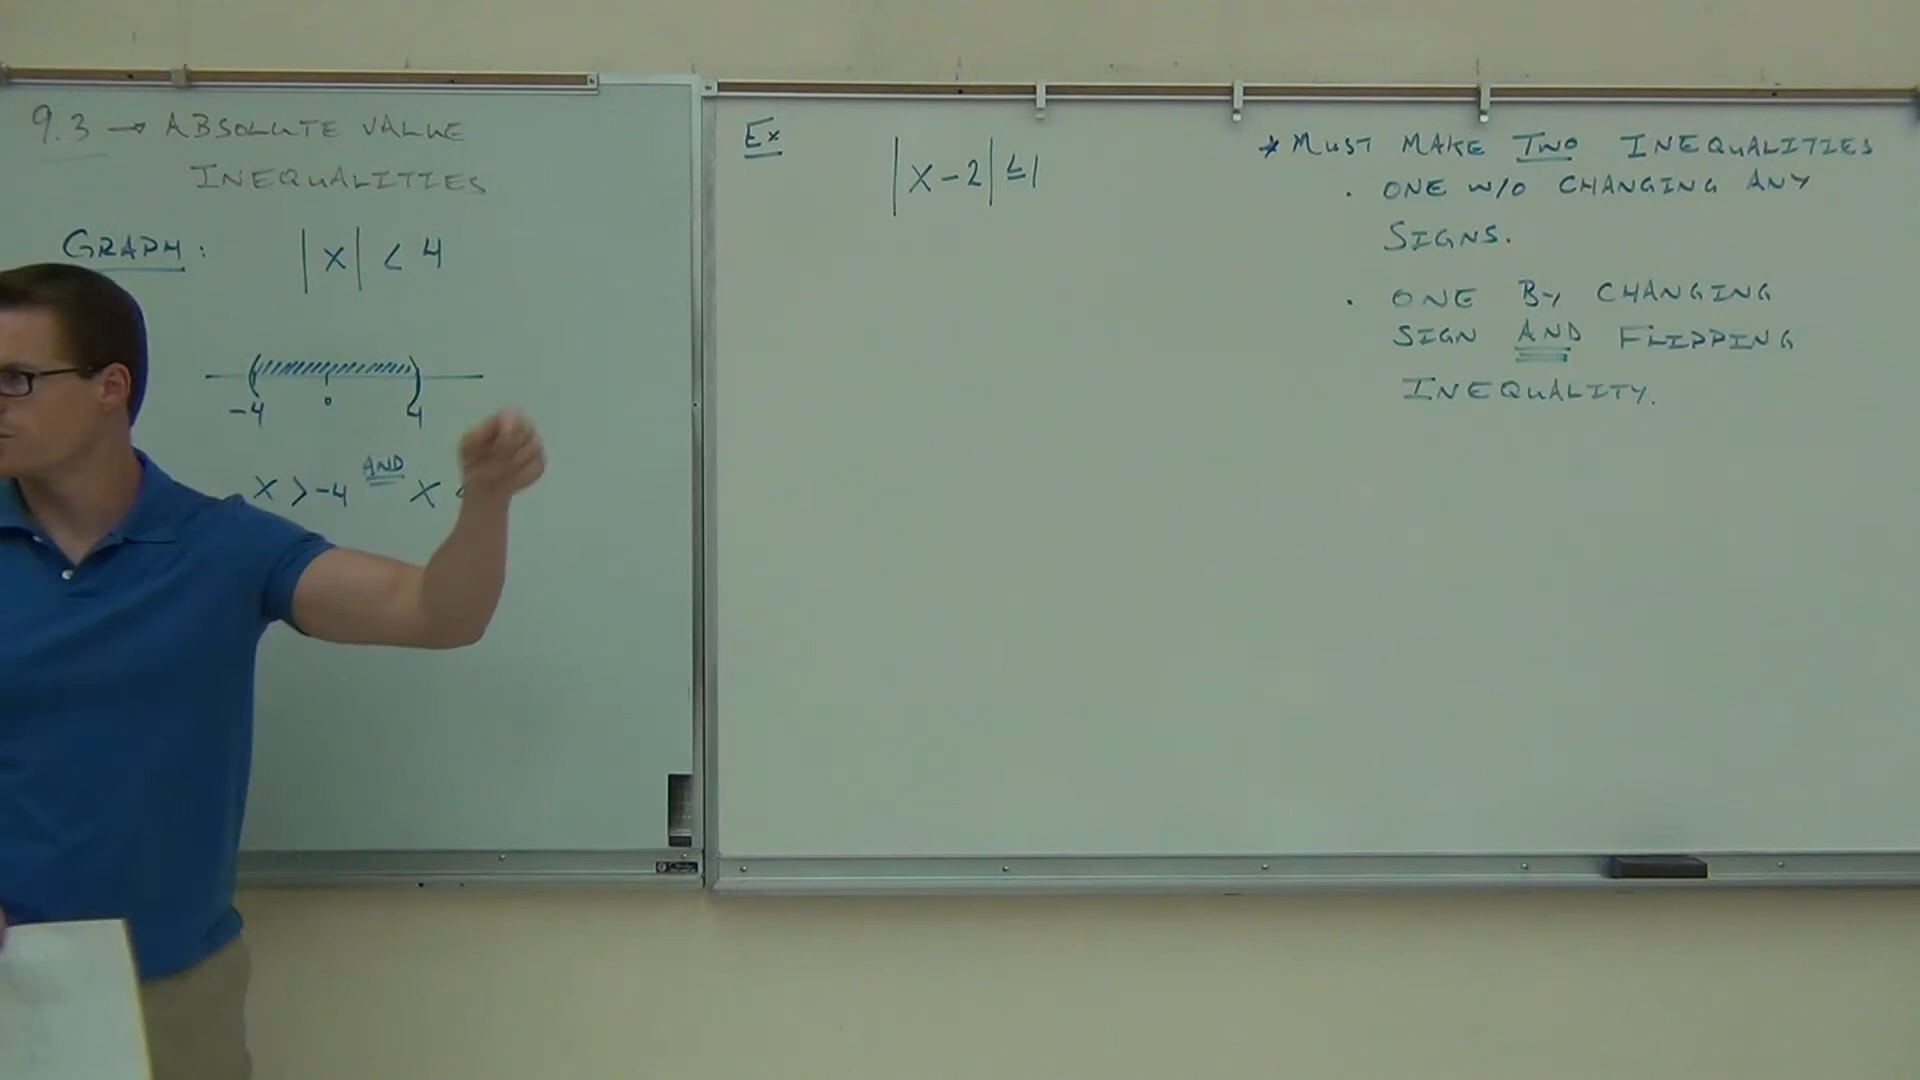 9.3 → ABSOLUTE VALUE
INEQUALITIES
GRAPH: |x| < 4
-4 0 4
x > -4 AND x <
Ex
|x-2| ≤ 1
* MUST MAKE TWO INEQUALITIES
· ONE W/O CHANGING ANY
SIGNS.
· ONE BY CHANGING
SIGN AND FLIPPING
INEQUALITY.